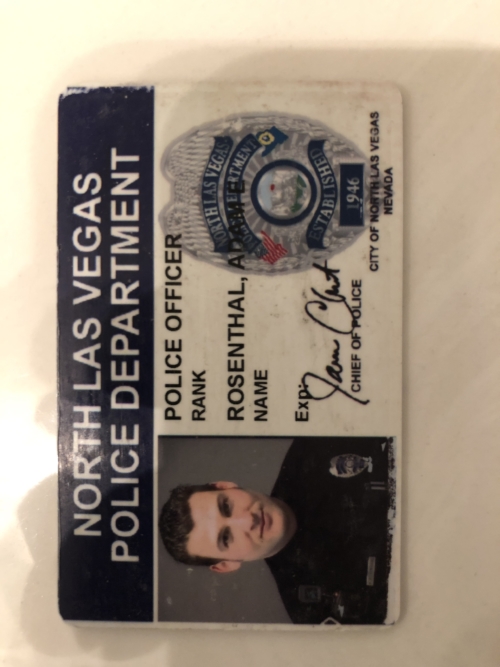 NORTH LAS VEGAS
POLICE DEPARTMENT
POLICE OFFICER
RANK
ROSENTHAL, ADAM
NAME
Exp:
CHIEF OF POLICE
NORTH LAS VEGAS
ESTABLISHED
1946
CITY OF NORTH LAS VEGAS
NEVADA